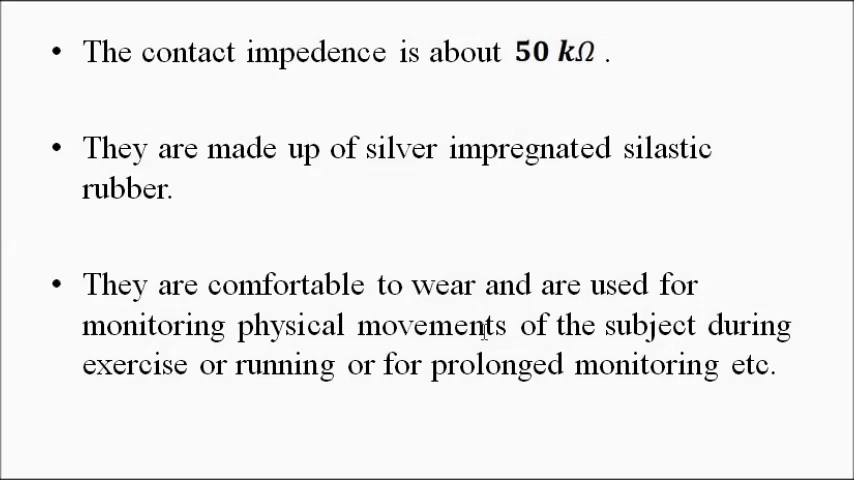 • The contact impedence is about 50 kΩ .
• They are made up of silver impregnated silastic
rubber.
• They are comfortable to wear and are used for
monitoring physical movements of the subject during
exercise or running or for prolonged monitoring etc.